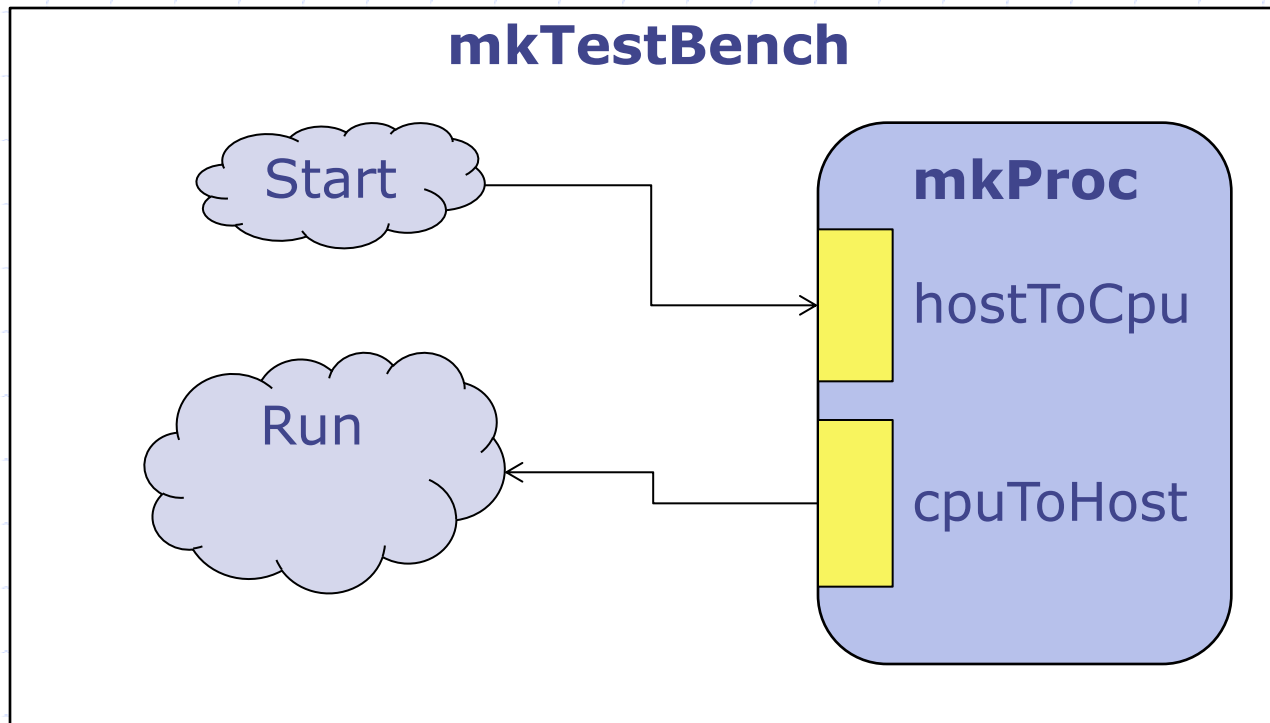 mkTestBench
Start
mkProc
hostToCpu
Run
cpuToHost